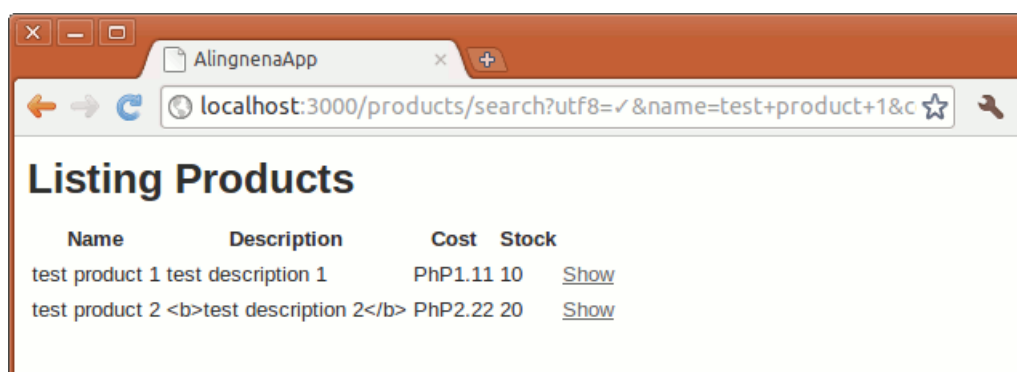 AlingnenaApp
localhost:3000/products/search?utf8=✓&name=test+product+1&c
Listing Products
Name Description Cost Stock
test product 1 test description 1 PhP1.11 10 Show
test product 2 <b>test description 2</b> PhP2.22 20 Show